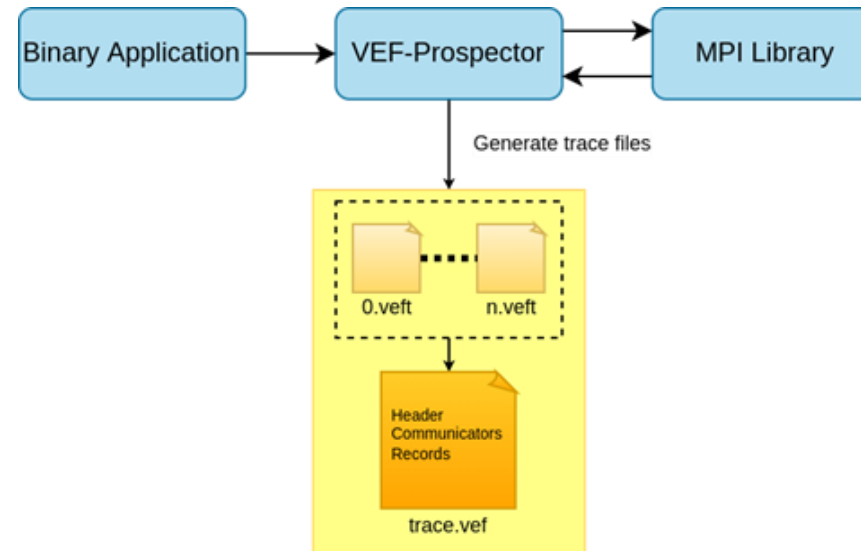 Binary Application
VEF-Prospector
MPI Library
Generate trace files
0.veft
n.veft
Header
Communicators
Records
trace.vef